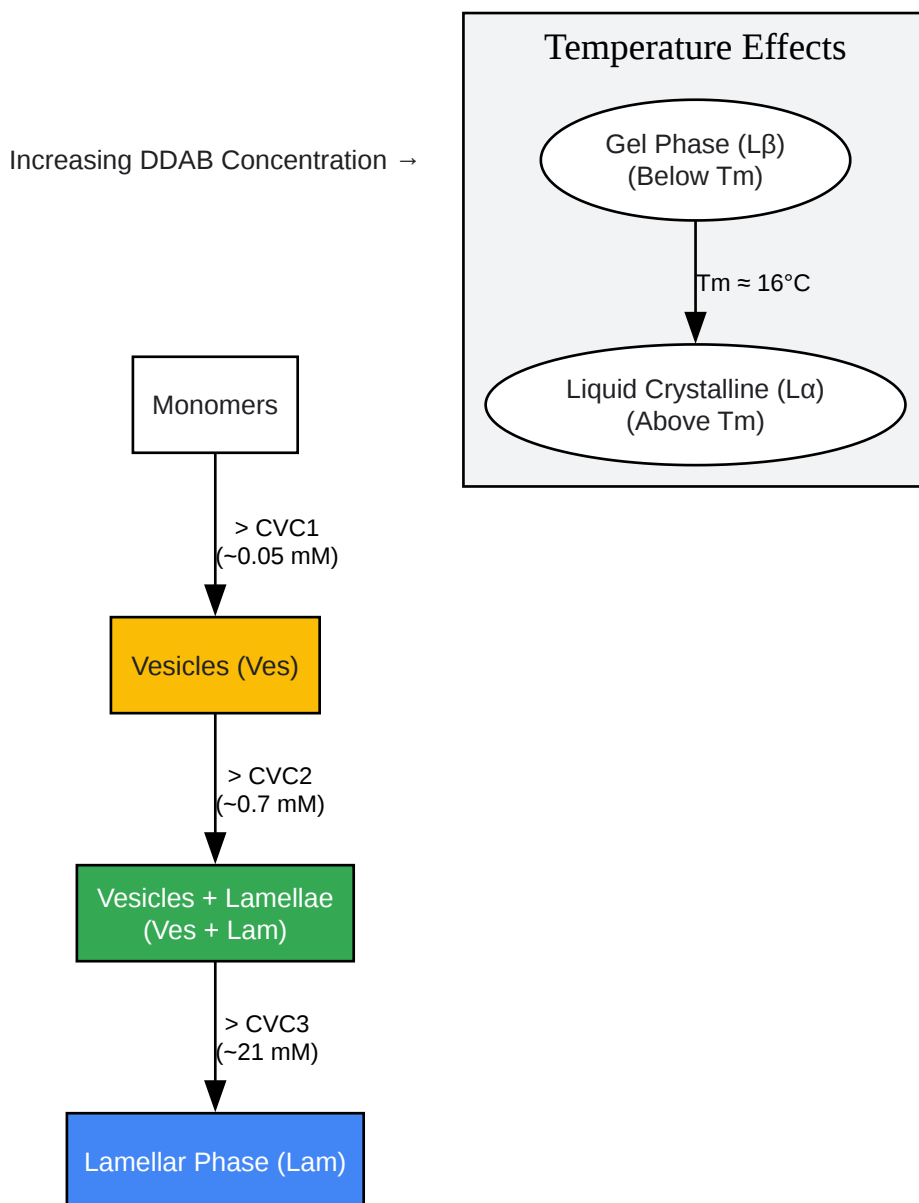 Temperature Effects
Increasing DDAB Concentration →
Gel Phase (Lβ)
(Below Tm)
Tm ≈ 16°C
Liquid Crystalline (Lα)
(Above Tm)
Monomers
> CVC1
(~0.05 mM)
Vesicles (Ves)
> CVC2
(~0.7 mM)
Vesicles + Lamellae
(Ves + Lam)
> CVC3
(~21 mM)
Lamellar Phase (Lam)